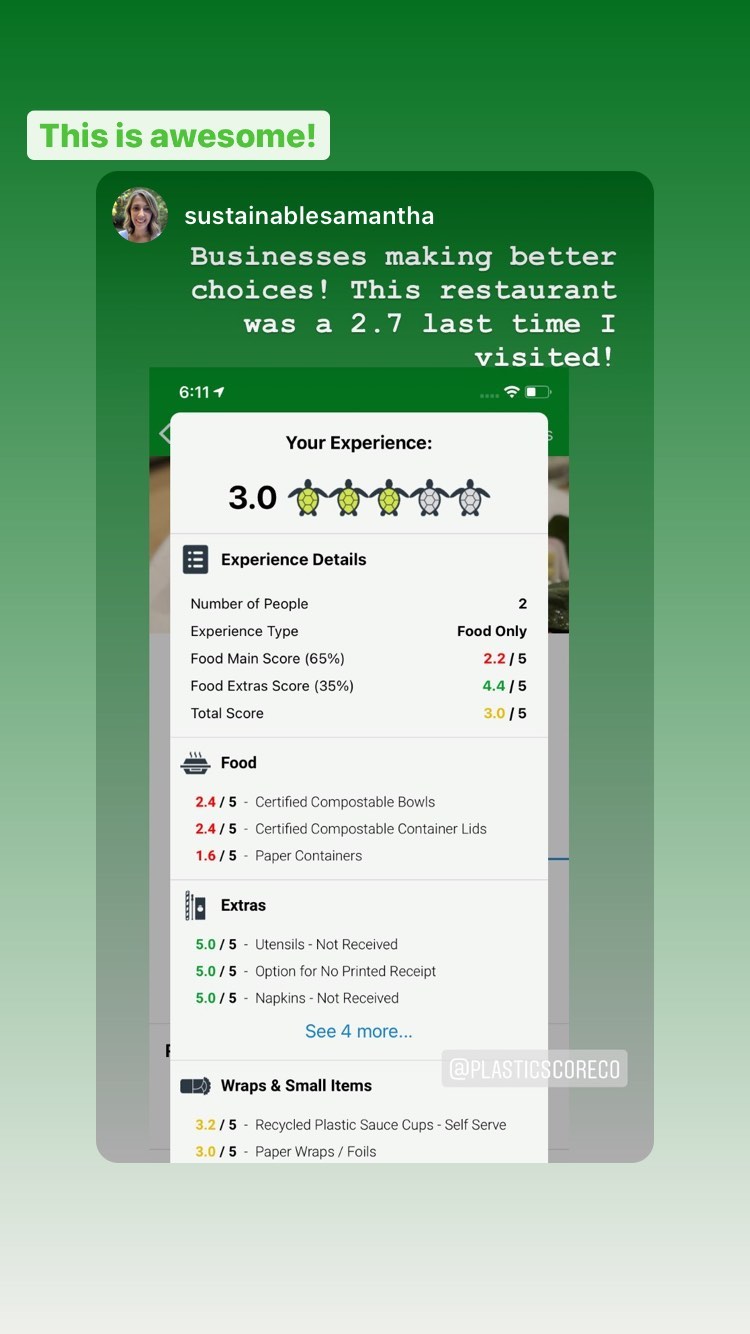 This is awesome!
sustainablesamantha
Businesses making better
choices! This restaurant
was a 2.7 last time I
visited!
6:11
s
Your Experience:
3.0
Experience Details
Number of People 2
Experience Type Food Only
Food Main Score (65%) 2.2 / 5
Food Extras Score (35%) 4.4 / 5
Total Score 3.0 / 5
Food
2.4 / 5 - Certified Compostable Bowls
2.4 / 5 - Certified Compostable Container Lids
1.6 / 5 - Paper Containers
Extras
5.0 / 5 - Utensils - Not Received
5.0 / 5 - Option for No Printed Receipt
5.0 / 5 - Napkins - Not Received
See 4 more...
@PLASTICSCORECO
Wraps & Small Items
3.2 / 5 - Recycled Plastic Sauce Cups - Self Serve
3.0 / 5 - Paper Wraps / Foils